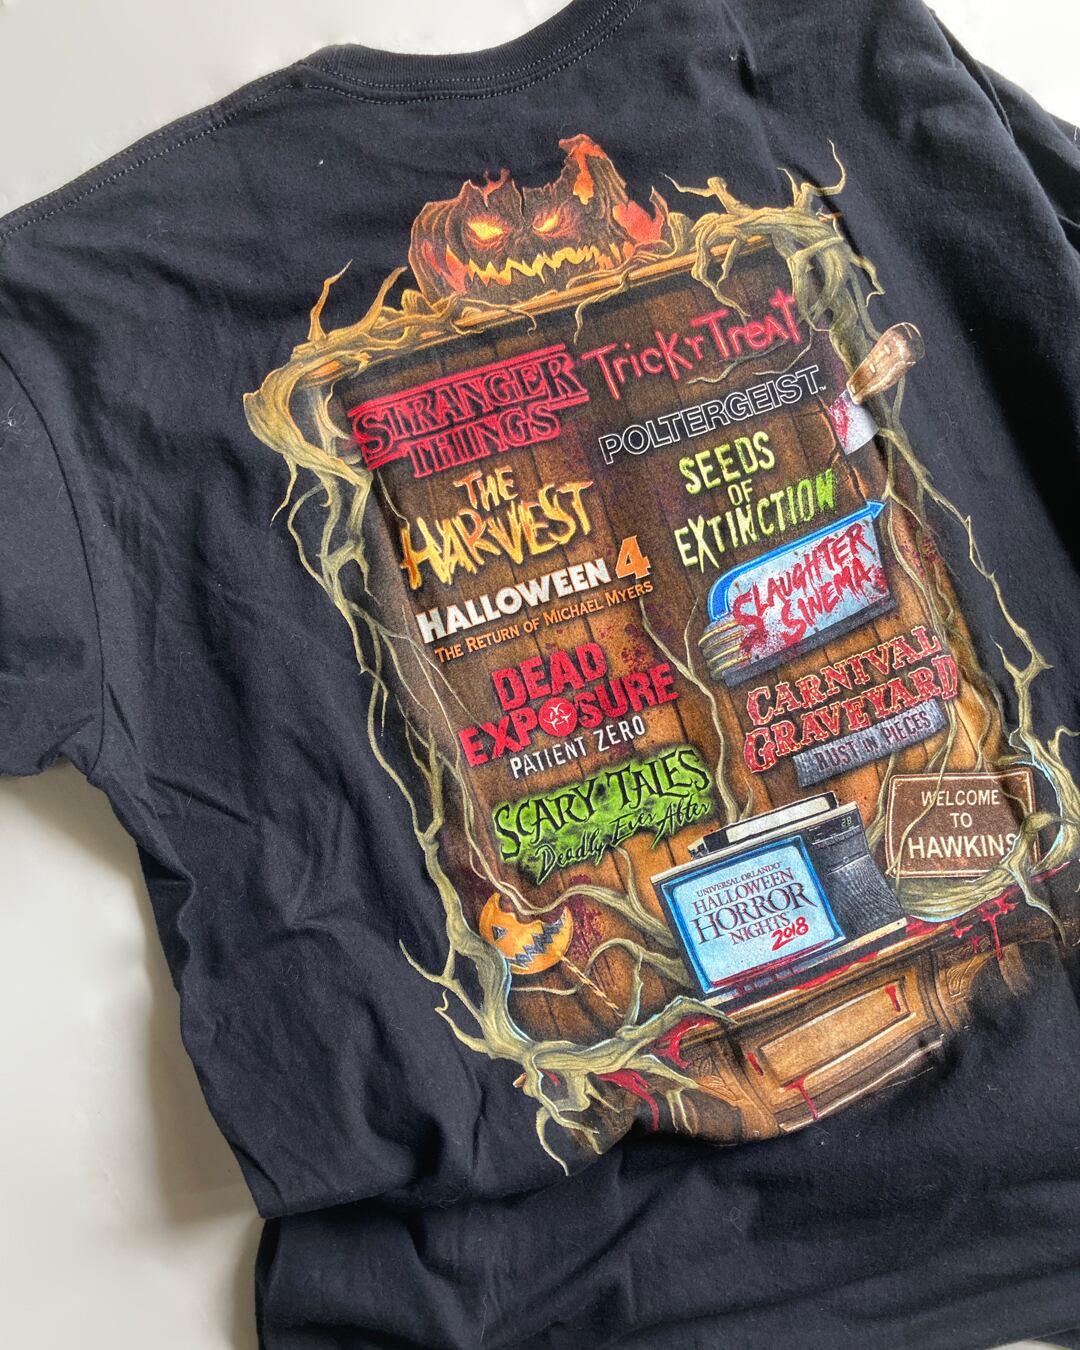 STRANGER
THINGS
Trick r Treat
POLTERGEIST™
THE
HARVEST
SEEDS
OF
EXTINCTION
HALLOWEEN 4
THE RETURN OF MICHAEL MYERS
SLAUGHTER
SINEMA
DEAD
EXPOSURE
PATIENT ZERO
CARNIVAL
GRAVEYARD
RUST IN PIECES
SCARY TALES
Deadly Ever After
WELCOME
TO
HAWKINS
28
UNIVERSAL ORLANDO
HALLOWEEN
HORROR
NIGHTS
2018